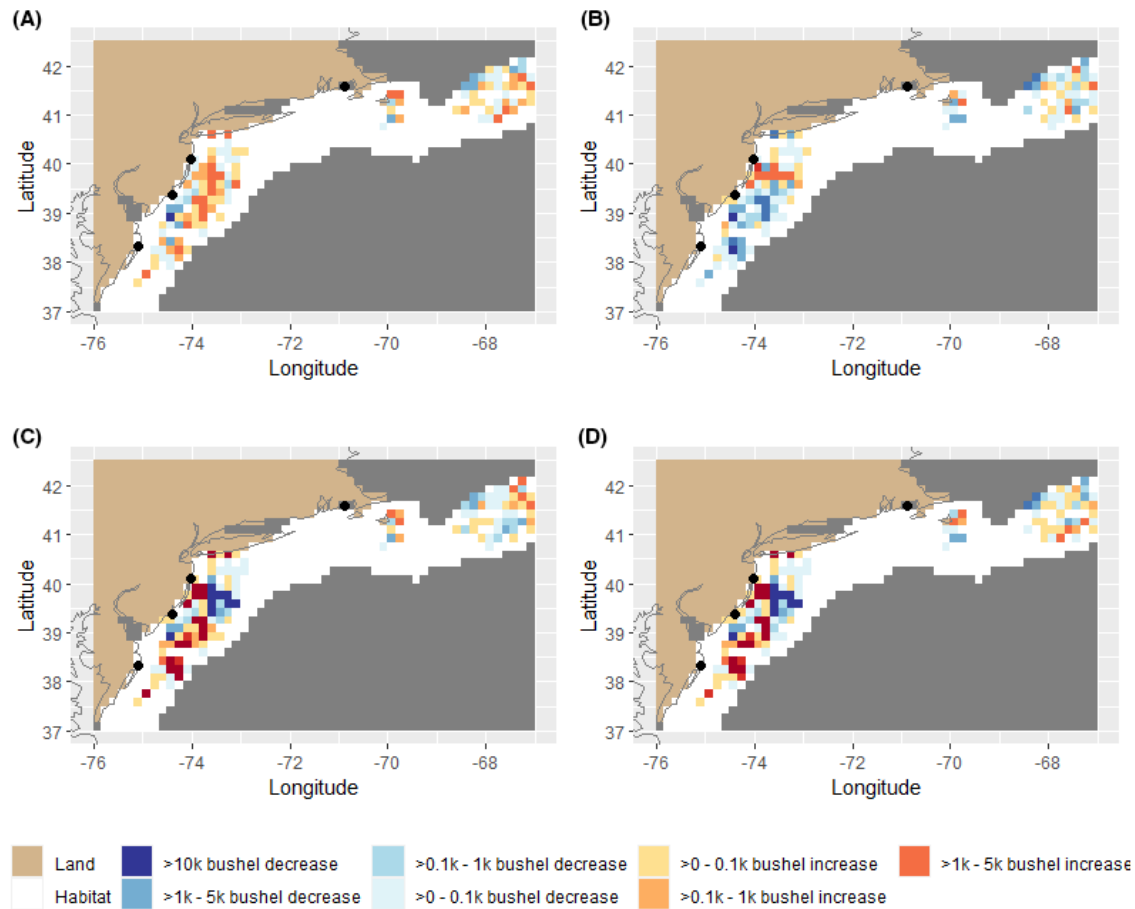 (A)
(B)
42
41
40
39
38
37
Latitude
-76
-74
-72
-70
-68
Longitude
42
41
40
39
38
37
Latitude
-76
-74
-72
-70
-68
Longitude
(C)
(D)
42
41
40
39
38
37
Latitude
-76
-74
-72
-70
-68
Longitude
42
41
40
39
38
37
Latitude
-76
-74
-72
-70
-68
Longitude
Land
>10k bushel decrease
>0.1k - 1k bushel decrease
>0 - 0.1k bushel increase
>1k - 5k bushel increase
Habitat
>1k - 5k bushel decrease
>0 - 0.1k bushel decrease
>0.1k - 1k bushel increase